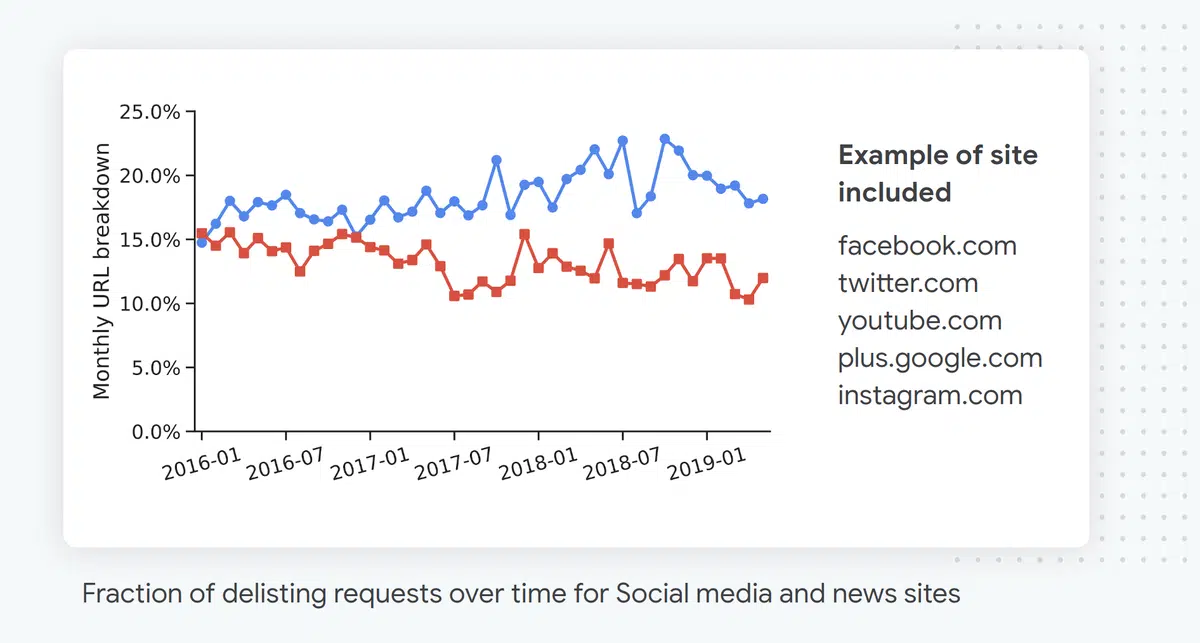 25.0%
20.0%
15.0%
10.0%
5.0%
0.0%
Monthly URL breakdown
2016-01
2016-07
2017-01
2017-07
2018-01
2018-07
2019-01
Example of site
included
facebook.com
twitter.com
youtube.com
plus.google.com
instagram.com
Fraction of delisting requests over time for Social media and news sites